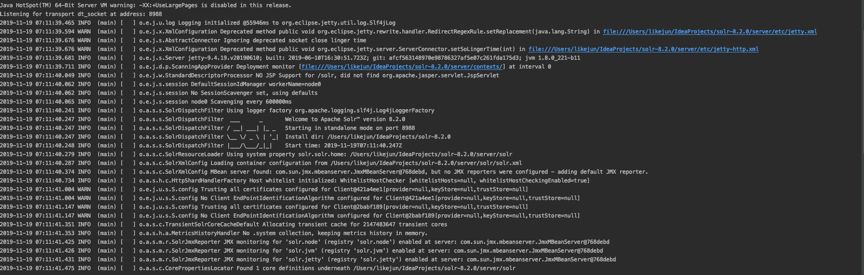 Java HotSpot(TM) 64-Bit Server VM warning: -XX:+UseLargePages is disabled in this release.
Listening for transport dt_socket at address: 8988
2019-11-19 07:11:39.465 INFO  (main) [   ] o.e.j.u.log Logging initialized @55946ms to org.eclipse.jetty.util.log.Slf4jLog
2019-11-19 07:11:39.594 WARN  (main) [   ] o.e.j.x.XmlConfiguration Deprecated method public void org.eclipse.jetty.rewrite.handler.RedirectRegexRule.setReplacement(java.lang.String) in file:///Users/likejun/IdeaProjects/solr-8.2.0/server/etc/jetty.xml
2019-11-19 07:11:39.676 WARN  (main) [   ] o.e.j.s.AbstractConnector Ignoring deprecated socket close linger time
2019-11-19 07:11:39.676 INFO  (main) [   ] o.e.j.x.XmlConfiguration Deprecated method public void org.eclipse.jetty.server.ServerConnector.setSoLingerTime(int) in file:///Users/likejun/IdeaProjects/solr-8.2.0/server/etc/jetty-http.xml
2019-11-19 07:11:39.681 INFO  (main) [   ] o.e.j.s.Server jetty-9.4.19.v20190610; built: 2019-06-10T16:30:51.723Z; git: afcf563148970e98786327af5e07c261fda175d3; jvm 1.8.0_221-b11
2019-11-19 07:11:39.711 INFO  (main) [   ] o.e.j.d.p.ScanningAppProvider Deployment monitor [file:///Users/likejun/IdeaProjects/solr-8.2.0/server/contexts/] at interval 0
2019-11-19 07:11:40.049 INFO  (main) [   ] o.e.j.w.StandardDescriptorProcessor NO JSP Support for /solr, did not find org.apache.jasper.servlet.JspServlet
2019-11-19 07:11:40.062 INFO  (main) [   ] o.e.j.s.session DefaultSessionIdManager workerName=node0
2019-11-19 07:11:40.062 INFO  (main) [   ] o.e.j.s.session No SessionScavenger set, using defaults
2019-11-19 07:11:40.065 INFO  (main) [   ] o.e.j.s.session node0 Scavenging every 600000ms
2019-11-19 07:11:40.241 INFO  (main) [   ] o.a.s.s.SolrDispatchFilter Using logger factory org.apache.logging.slf4j.Log4jLoggerFactory
2019-11-19 07:11:40.247 INFO  (main) [   ] o.a.s.s.SolrDispatchFilter  ___      _       Welcome to Apache Solr™ version 8.2.0
2019-11-19 07:11:40.247 INFO  (main) [   ] o.a.s.s.SolrDispatchFilter / __| ___| |_ _   Starting in standalone mode on port 8988
2019-11-19 07:11:40.247 INFO  (main) [   ] o.a.s.s.SolrDispatchFilter \__ \/ _ \ | '_|  Install dir: /Users/likejun/IdeaProjects/solr-8.2.0
2019-11-19 07:11:40.248 INFO  (main) [   ] o.a.s.s.SolrDispatchFilter |___/\___/_|_|    Start time: 2019-11-19T07:11:40.247Z
2019-11-19 07:11:40.273 INFO  (main) [   ] o.a.s.c.SolrResourceLoader Using system property solr.solr.home: /Users/likejun/IdeaProjects/solr-8.2.0/server/solr
2019-11-19 07:11:40.287 INFO  (main) [   ] o.a.s.c.SolrXmlConfig Loading container configuration from /Users/likejun/IdeaProjects/solr-8.2.0/server/solr/solr.xml
2019-11-19 07:11:40.374 INFO  (main) [   ] o.a.s.c.SolrXmlConfig MBean server found: com.sun.jmx.mbeanserver.JmxMBeanServer@768debd, but no JMX reporters were configured - adding default JMX reporter.
2019-11-19 07:11:40.734 INFO  (main) [   ] o.a.s.h.c.HttpShardHandlerFactory Host whitelist initialized: WhitelistHostChecker [whitelistHosts=null, whitelistHostCheckingEnabled=true]
2019-11-19 07:11:41.004 WARN  (main) [   ] o.e.j.u.s.S.config Trusting all certificates configured for Client@421a4ee1[provider=null,keyStore=null,trustStore=null]
2019-11-19 07:11:41.004 WARN  (main) [   ] o.e.j.u.s.S.config No Client EndPointIdentificationAlgorithm configured for Client@421a4ee1[provider=null,keyStore=null,trustStore=null]
2019-11-19 07:11:41.147 WARN  (main) [   ] o.e.j.u.s.S.config Trusting all certificates configured for Client@2babf189[provider=null,keyStore=null,trustStore=null]
2019-11-19 07:11:41.147 WARN  (main) [   ] o.e.j.u.s.S.config No Client EndPointIdentificationAlgorithm configured for Client@2babf189[provider=null,keyStore=null,trustStore=null]
2019-11-19 07:11:41.351 INFO  (main) [   ] o.a.s.c.TransientSolrCoreCacheDefault Allocating transient cache for 2147483647 transient cores
2019-11-19 07:11:41.353 INFO  (main) [   ] o.a.s.h.a.MetricsHistoryHandler No .system collection, keeping metrics history in memory.
2019-11-19 07:11:41.425 INFO  (main) [   ] o.a.s.m.r.SolrJmxReporter JMX monitoring for 'solr.node' (registry 'solr.node') enabled at server: com.sun.jmx.mbeanserver.JmxMBeanServer@768debd
2019-11-19 07:11:41.426 INFO  (main) [   ] o.a.s.m.r.SolrJmxReporter JMX monitoring for 'solr.jvm' (registry 'solr.jvm') enabled at server: com.sun.jmx.mbeanserver.JmxMBeanServer@768debd
2019-11-19 07:11:41.431 INFO  (main) [   ] o.a.s.m.r.SolrJmxReporter JMX monitoring for 'solr.jetty' (registry 'solr.jetty') enabled at server: com.sun.jmx.mbeanserver.JmxMBeanServer@768debd
2019-11-19 07:11:41.475 INFO  (main) [   ] o.a.s.c.CorePropertiesLocator Found 1 core definitions underneath /Users/likejun/IdeaProjects/solr-8.2.0/server/solr